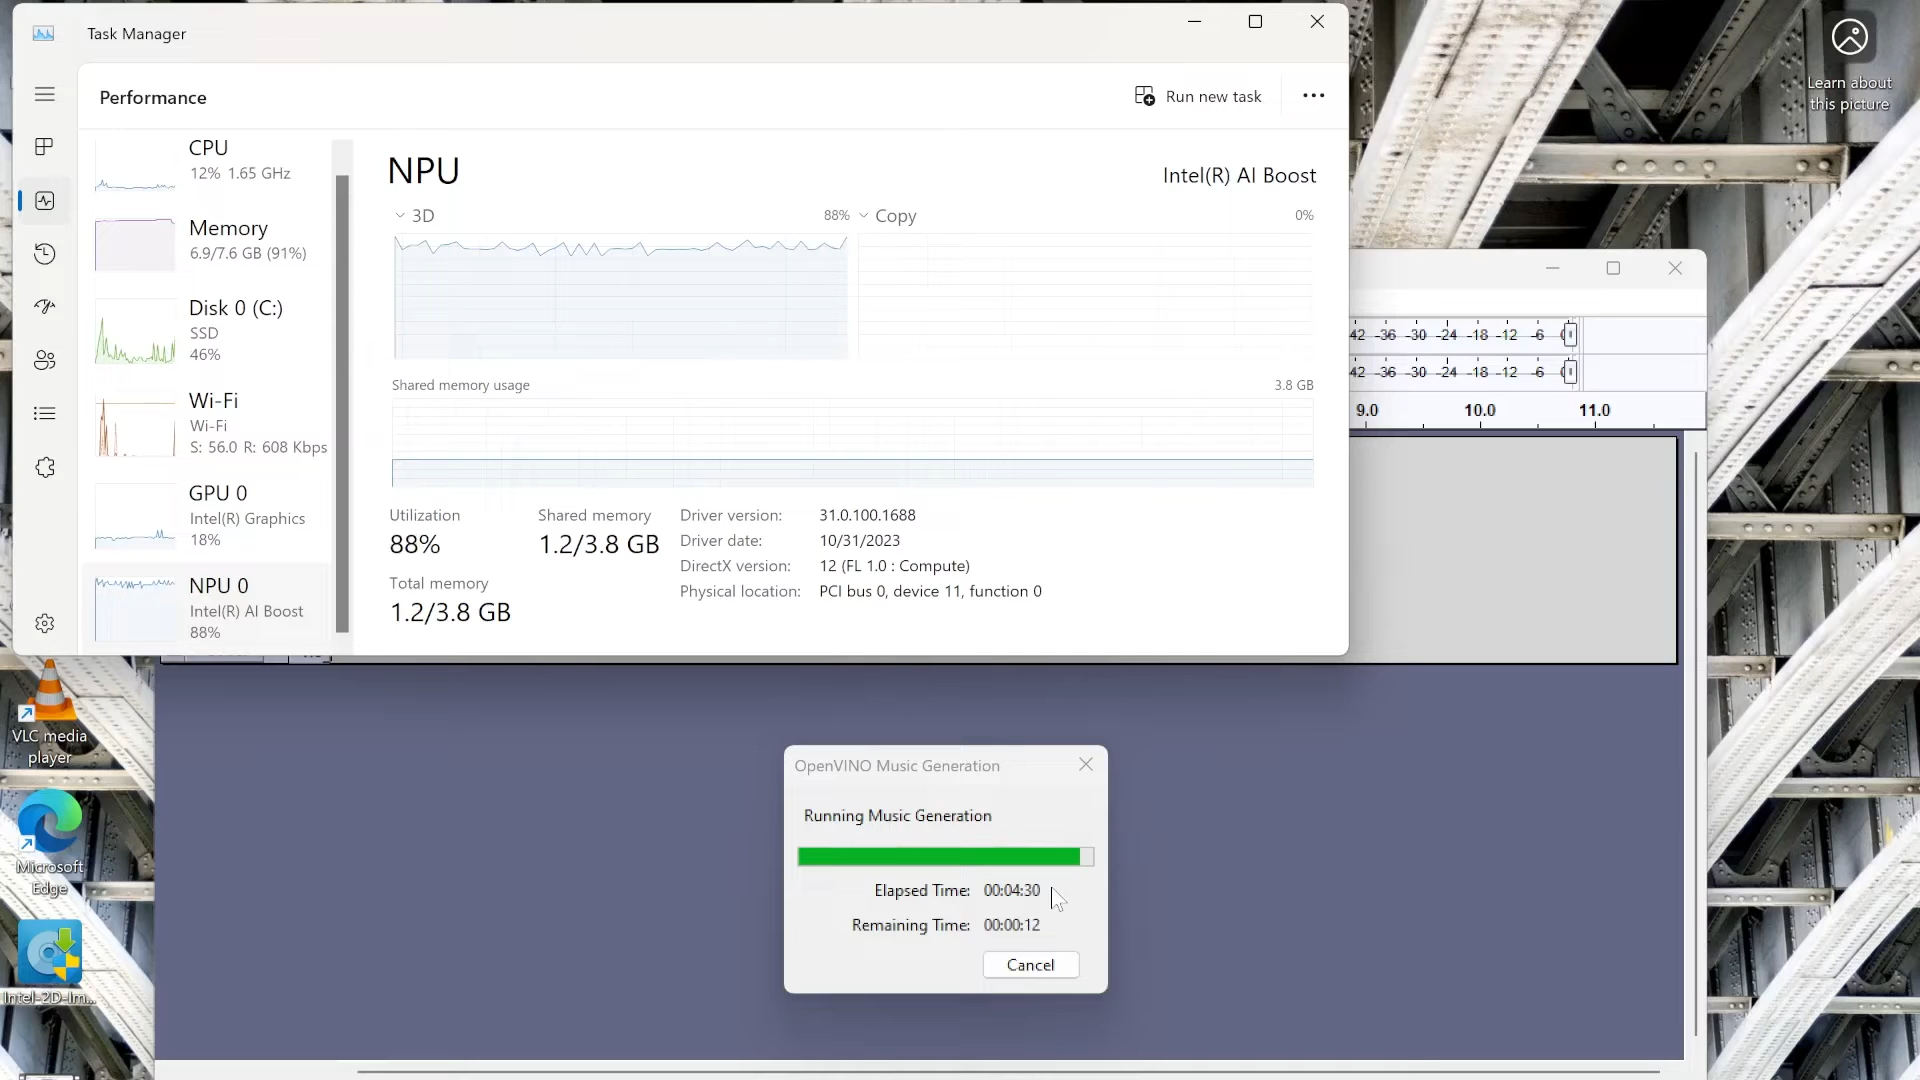 Task Manager
Performance
Run new task
CPU
12% 1.65 GHz
Memory
6.9/7.6 GB (91%)
Disk 0 (C:)
SSD
46%
Wi-Fi
Wi-Fi
S: 56.0 R: 608 Kbps
GPU 0
Intel(R) Graphics
18%
NPU 0
Intel(R) AI Boost
88%
NPU
Intel(R) AI Boost
3D 88%
Copy 0%
Shared memory usage 3.8 GB
Utilization
88%
Shared memory
1.2/3.8 GB
Total memory
1.2/3.8 GB
Driver version: 31.0.100.1688
Driver date: 10/31/2023
DirectX version: 12 (FL 1.0 : Compute)
Physical location: PCI bus 0, device 11, function 0
Learn about
this picture
42 -36 -30 -24 -18 -12 -6
42 -36 -30 -24 -18 -12 -6
9.0 10.0 11.0
VLC media
player
Microsoft
Edge
Intel-2D-Im...
OpenVINO Music Generation
Running Music Generation
Elapsed Time: 00:04:30
Remaining Time: 00:00:12
Cancel